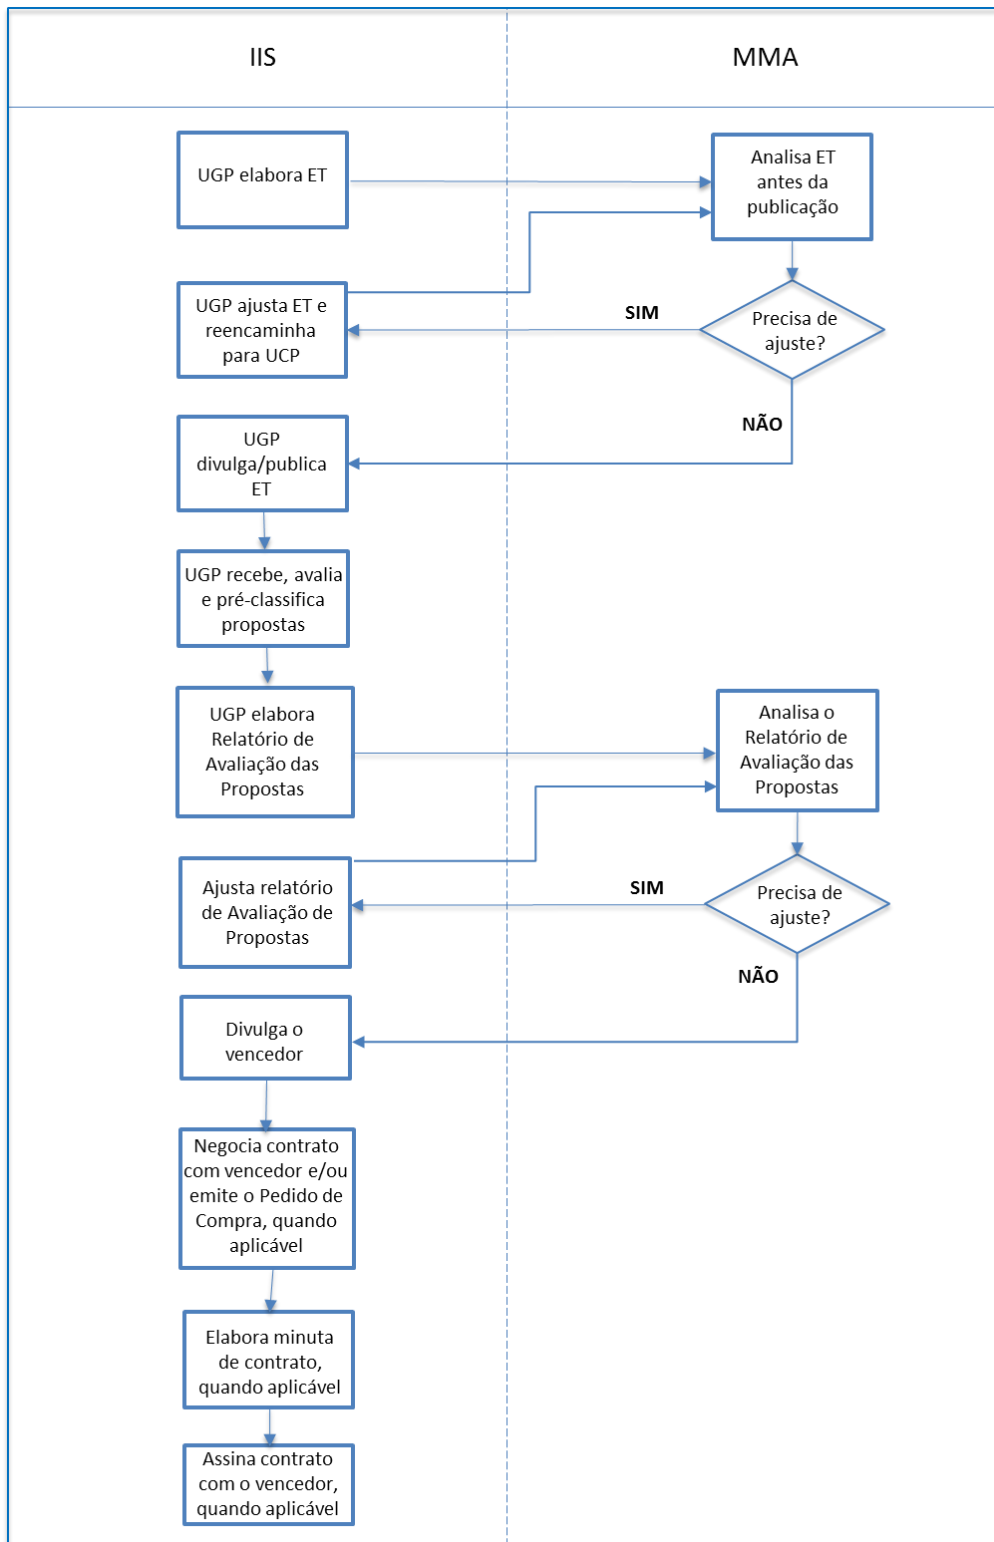 IIS
MMA
UGP elabora ET
Analisa ET
antes da
publicação
UGP ajusta ET e
reencaminha
para UCP
SIM
Precisa de
ajuste?
NÃO
UGP
divulga/publica
ET
UGP recebe, avalia
e pré-classifica
propostas
UGP elabora
Relatório de
Avaliação das
Propostas
Analisa o
Relatório de
Avaliação das
Propostas
Ajusta relatório
de Avaliação de
Propostas
SIM
Precisa de
ajuste?
NÃO
Divulga o
vencedor
Negocia contrato
com vencedor e/ou
emite o Pedido de
Compra, quando
aplicável
Elabora minuta
de contrato,
quando aplicável
Assina contrato
com o vencedor,
quando aplicável